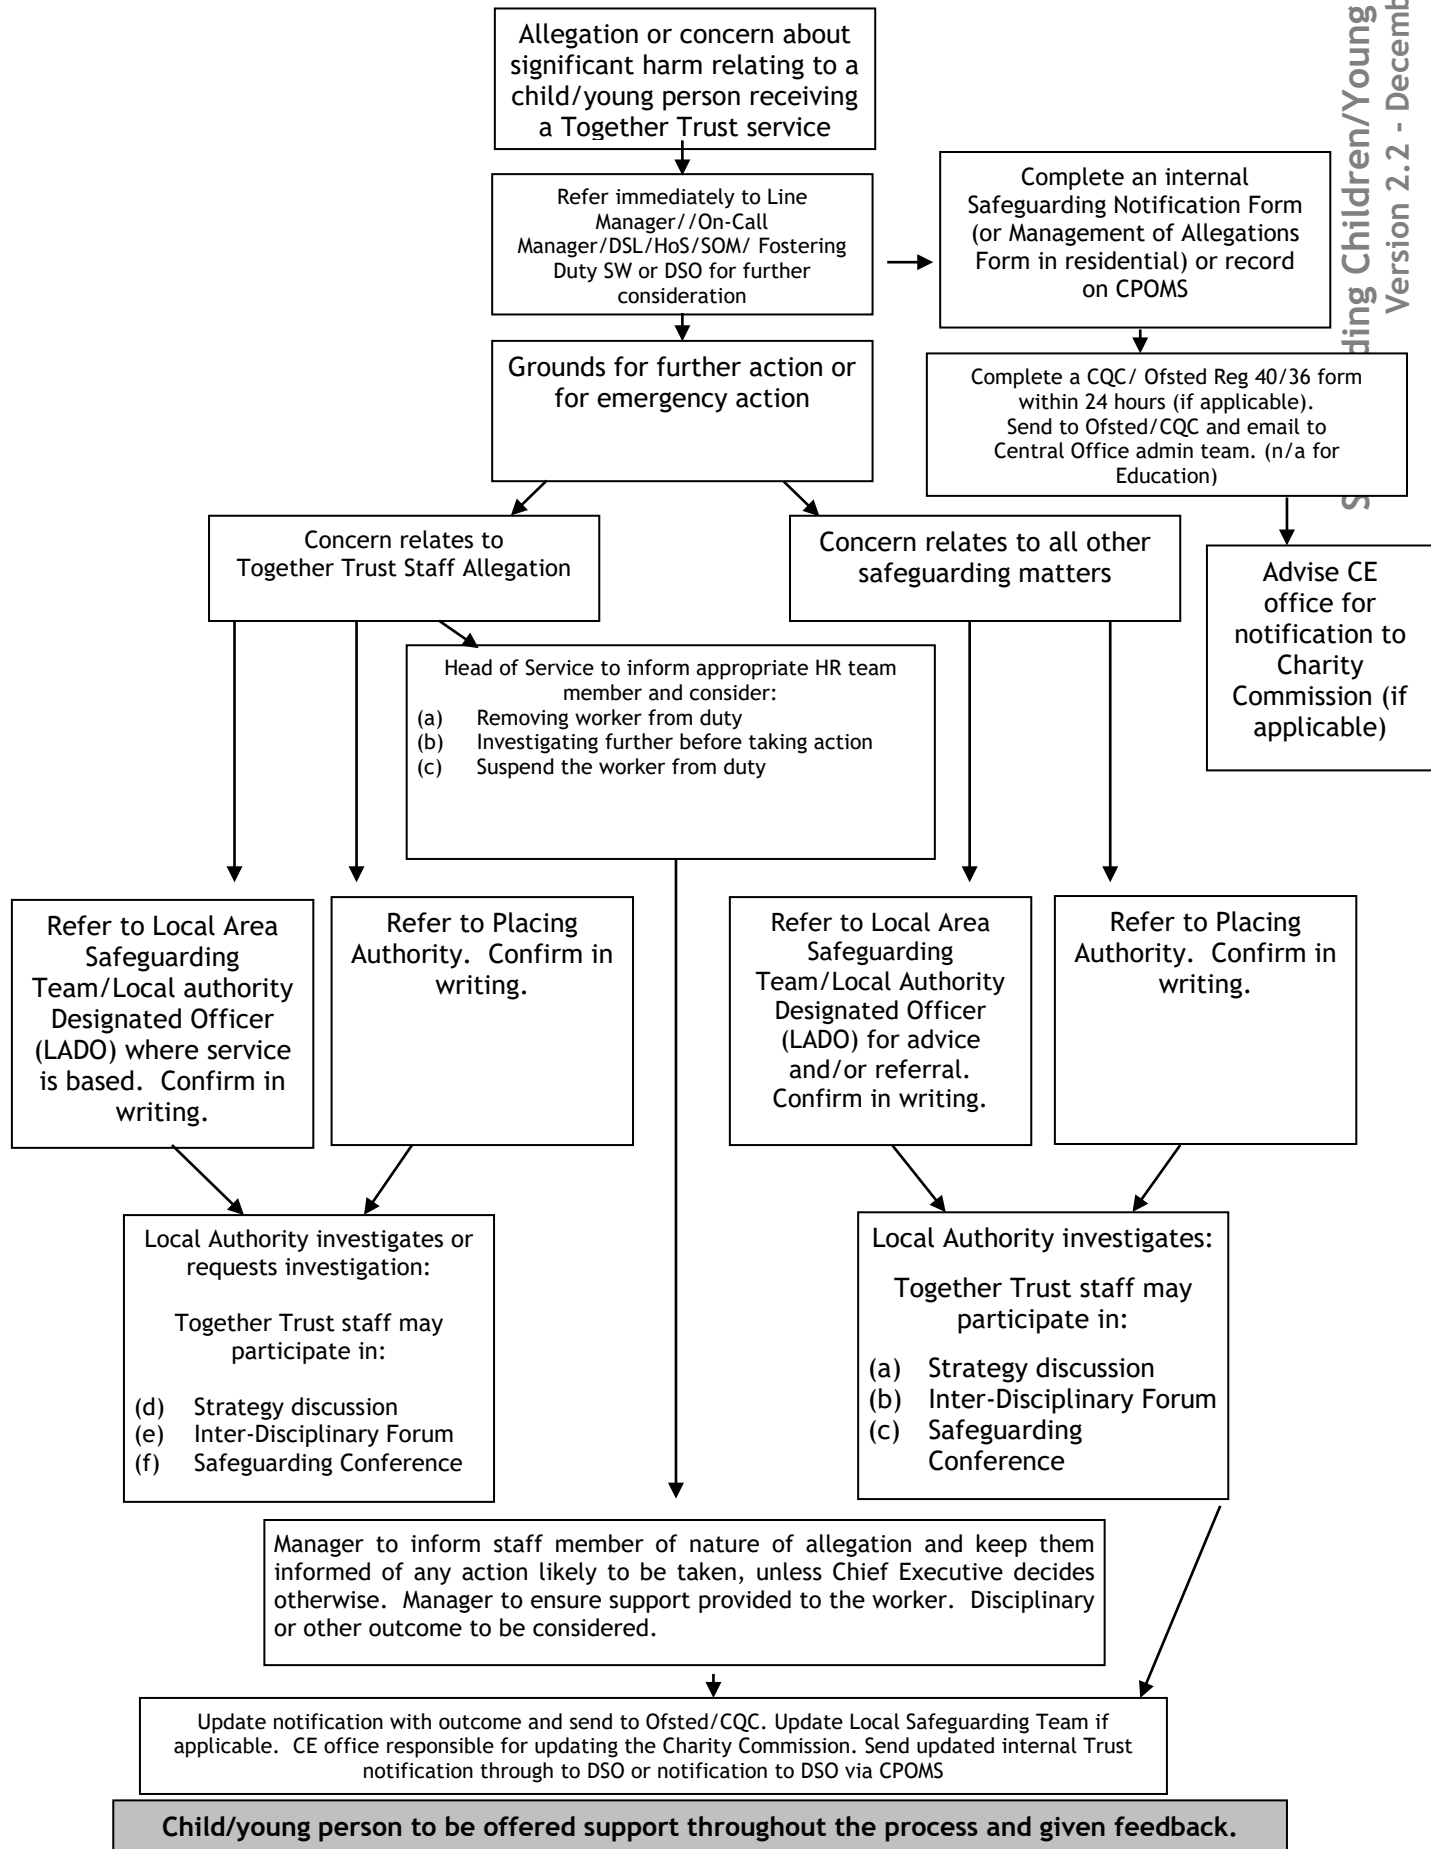 Allegation or concern about
significant harm relating to a
child/young person receiving
a Together Trust service
Refer immediately to Line
Manager//On-Call
Manager/DSL/HoS/SOM/ Fostering
Duty SW or DSO for further
consideration
Complete an internal
Safeguarding Notification Form
(or Management of Allegations
Form in residential) or record
on CPOMS
ding Children/Young
Version 2.2 - Decemb
Grounds for further action or
for emergency action
Complete a CQC/ Ofsted Reg 40/36 form
within 24 hours (if applicable).
Send to Ofsted/CQC and email to
Central Office admin team. (n/a for
Education)
Concern relates to
Together Trust Staff Allegation
Concern relates to all other
safeguarding matters
Advise CE
office for
notification to
Charity
Commission (if
applicable)
Head of Service to inform appropriate HR team
member and consider:
(a) Removing worker from duty
(b) Investigating further before taking action
(c) Suspend the worker from duty
Refer to Local Area
Safeguarding
Team/Local authority
Designated Officer
(LADO) where service
is based. Confirm in
writing.
Refer to Placing
Authority. Confirm in
writing.
Refer to Local Area
Safeguarding
Team/Local Authority
Designated Officer
(LADO) for advice
and/or referral.
Confirm in writing.
Refer to Placing
Authority. Confirm in
writing.
Local Authority investigates or
requests investigation:
Together Trust staff may
participate in:
(d) Strategy discussion
(e) Inter-Disciplinary Forum
(f) Safeguarding Conference
Local Authority investigates:
Together Trust staff may
participate in:
(a) Strategy discussion
(b) Inter-Disciplinary Forum
(c) Safeguarding
Conference
Manager to inform staff member of nature of allegation and keep them
informed of any action likely to be taken, unless Chief Executive decides
otherwise. Manager to ensure support provided to the worker. Disciplinary
or other outcome to be considered.
Update notification with outcome and send to Ofsted/CQC. Update Local Safeguarding Team if
applicable. CE office responsible for updating the Charity Commission. Send updated internal Trust
notification through to DSO or notification to DSO via CPOMS
Child/young person to be offered support throughout the process and given feedback.